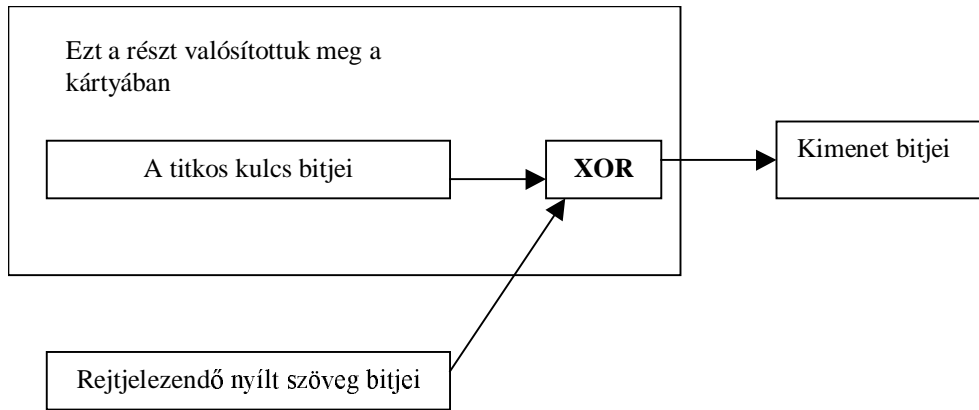 Ezt a részt valósítottuk meg a
kártyában
A titkos kulcs bitjei
XOR
Kimenet bitjei
Rejtjelezendő nyílt szöveg bitjei